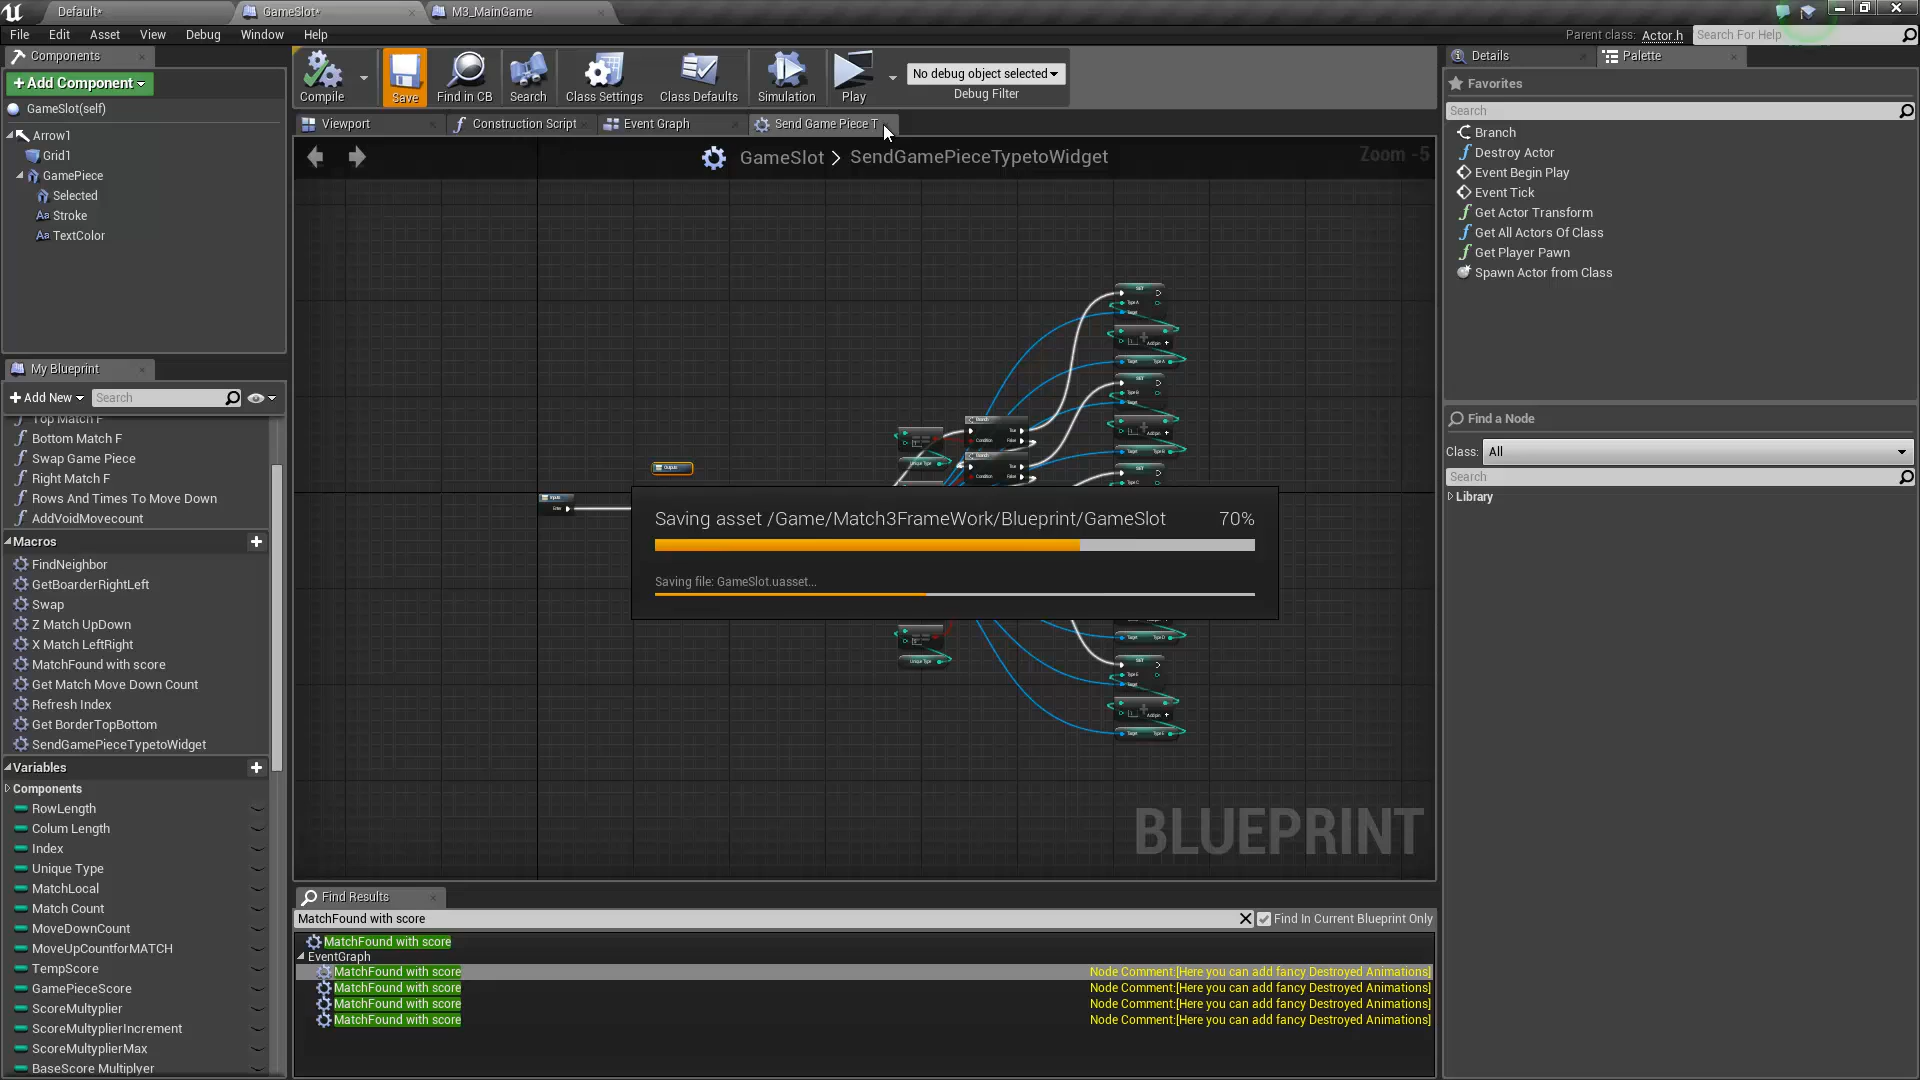 Default*
GameSlot*
M3_MainGame
File Edit Asset View Debug Window Help
Parent class: Actor.h
Search For Help
Components
+Add Component
GameSlot(self)
Arrow1
Grid1
GamePiece
Selected
Aa Stroke
Aa TextColor
My Blueprint
+Add New
Search
Top Match F
Bottom Match F
Swap Game Piece
Right Match F
Rows And Times To Move Down
AddVoidMovecount
Macros
FindNeighbor
GetBoarderRightLeft
Swap
Z Match UpDown
X Match LeftRight
MatchFound with score
Get Match Move Down Count
Refresh Index
Get BorderTopBottom
SendGamePieceTypetoWidget
Variables
Components
RowLength
Colum Length
Index
Unique Type
MatchLocal
Match Count
MoveDownCount
MoveUpCountforMATCH
TempScore
GamePieceScore
ScoreMultyplier
ScoreMultyplierIncrement
ScoreMultyplierMax
BaseScore Multiplyer
Compile
Save
Find in CB
Search
Class Settings
Class Defaults
Simulation
Play
No debug object selected
Debug Filter
Viewport
Construction Script
Event Graph
Send Game Piece T
GameSlot > SendGamePieceTypetoWidget
Zoom -5
Saving asset /Game/Match3FrameWork/Blueprint/GameSlot 70%
Saving file: GameSlot.uasset...
BLUEPRINT
Find Results
MatchFound with score
Find In Current Blueprint Only
MatchFound with score
EventGraph
MatchFound with score Node Comment:[Here you can add fancy Destroyed Animations]
MatchFound with score Node Comment:[Here you can add fancy Destroyed Animations]
MatchFound with score Node Comment:[Here you can add fancy Destroyed Animations]
MatchFound with score Node Comment:[Here you can add fancy Destroyed Animations]
Details
Palette
Favorites
Search
Branch
Destroy Actor
Event Begin Play
Event Tick
Get Actor Transform
Get All Actors Of Class
Get Player Pawn
Spawn Actor from Class
Find a Node
Class: All
Search
Library